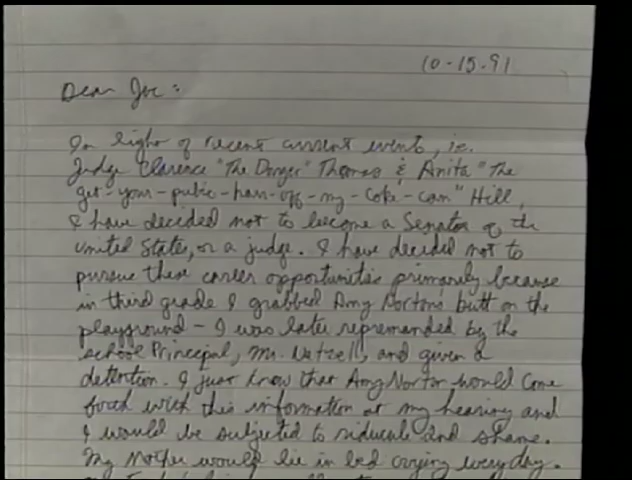 10-15-91
Dear Joe:
In light of recent current events, i.e.
Judge Clarence "The Donger" Thomas & Anita "The
get-your-pubic-hair-off-my-Coke-can" Hill,
I have decided not to become a Senator of the
United States, or a judge. I have decided not to
pursue these career opportunities primarily because
in third grade I grabbed Amy Norton's butt on the
playground - I was later repremanded by the
school Principal, Mr. and given a
detention. I just know that Amy Norton would come
forth with this information at my hearing and
I would be subjected to ridicule and shame.
My Mother would lie in bed crying everyday.